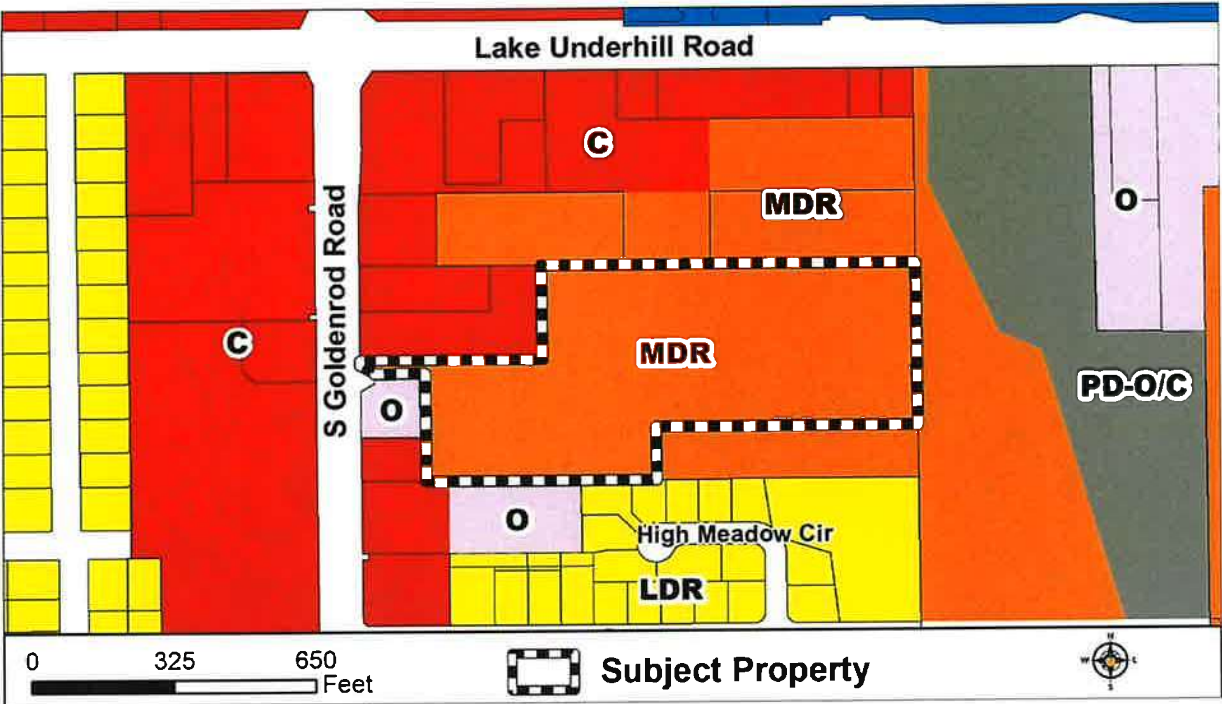 Lake Underhill Road
C
MDR
O
S Goldenrod Road
C
MDR
PD-O/C
O
O
High Meadow Cir
LDR
0 325 650
Feet
Subject Property
N
W
E
S